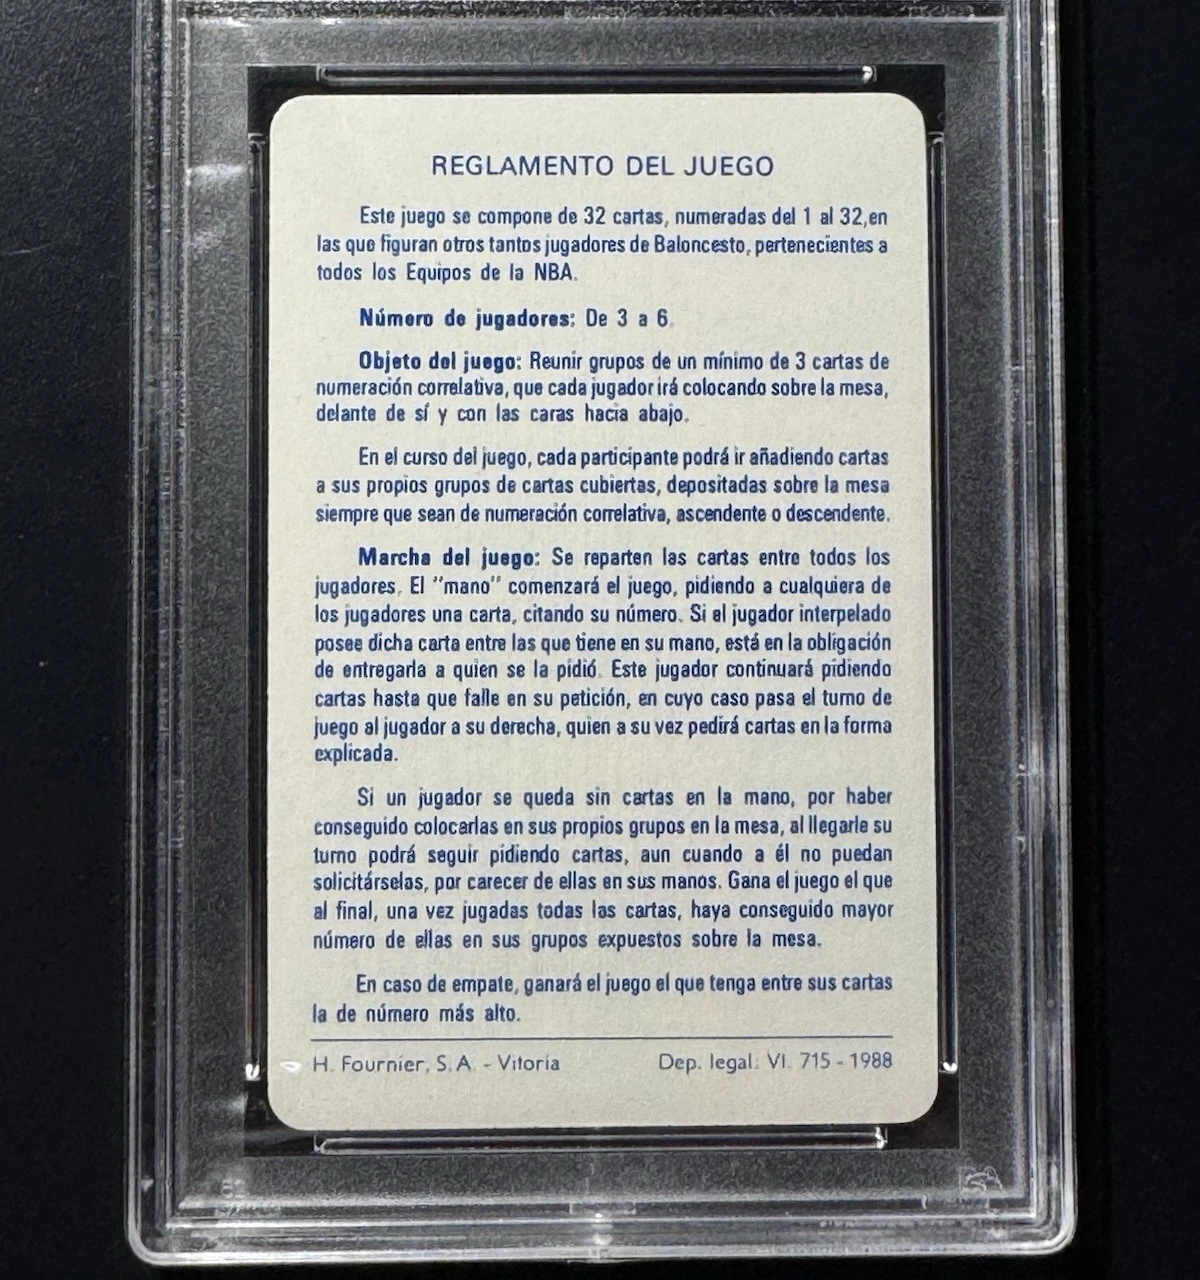 REGLAMENTO DEL JUEGO
Este juego se compone de 32 cartas, numeradas del 1 al 32,en
las que figuran otros tantos jugadores de Baloncesto, pertenecientes a
todos los Equipos de la NBA.
Número de jugadores: De 3 a 6.
Objeto del juego: Reunir grupos de un mínimo de 3 cartas de
numeración correlativa, que cada jugador irá colocando sobre la mesa,
delante de sí y con las caras hacia abajo.
En el curso del juego, cada participante podrá ir añadiendo cartas
a sus propios grupos de cartas cubiertas, depositadas sobre la mesa
siempre que sean de numeración correlativa, ascendente o descendente.
Marcha del juego: Se reparten las cartas entre todos los
jugadores. El "mano" comenzará el juego, pidiendo a cualquiera de
los jugadores una carta, citando su número. Si el jugador interpelado
posee dicha carta entre las que tiene en su mano, está en la obligación
de entregarla a quien se la pidió. Este jugador continuará pidiendo
cartas hasta que falle en su petición, en cuyo caso pasa el turno de
juego al jugador a su derecha, quien a su vez pedirá cartas en la forma
explicada.
Si un jugador se queda sin cartas en la mano, por haber
conseguido colocarlas en sus propios grupos en la mesa, al llegarle su
turno podrá seguir pidiendo cartas, aun cuando a él no puedan
solicitárselas, por carecer de ellas en sus manos. Gana el juego el que
al final, una vez jugadas todas las cartas, haya conseguido mayor
número de ellas en sus grupos expuestos sobre la mesa.
En caso de empate, ganará el juego el que tenga entre sus cartas
la de número más alto.
H. Fournier, S.A. - Vitoria Dep. legal: VI. 715 - 1988